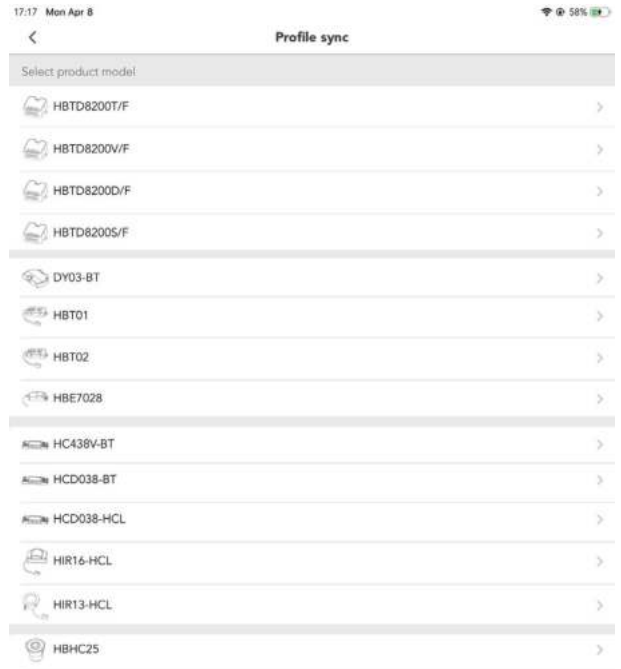 17:17 Mon Apr 8
58%
Profile sync
Select product model
HBTD8200T/F
HBTD8200V/F
HBTD8200D/F
HBTD8200S/F
DY03-BT
HBT01
HBT02
HBE7028
HC438V-BT
HCD038-BT
HCD038-HCL
HIR16-HCL
HIR13-HCL
HBHC25